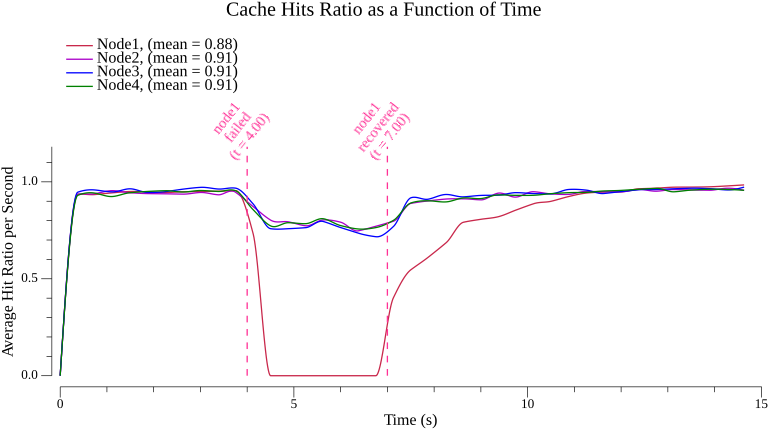 Cache Hits Ratio as a Function of Time
Node1, (mean = 0.88)
Node2, (mean = 0.91)
Node3, (mean = 0.91)
Node4, (mean = 0.91)
node1
failed
(t = 4.00)
node1
recovered
(t = 7.00)
Average Hit Ratio per Second
1.0
0.5
0.0
0
5
10
15
Time (s)